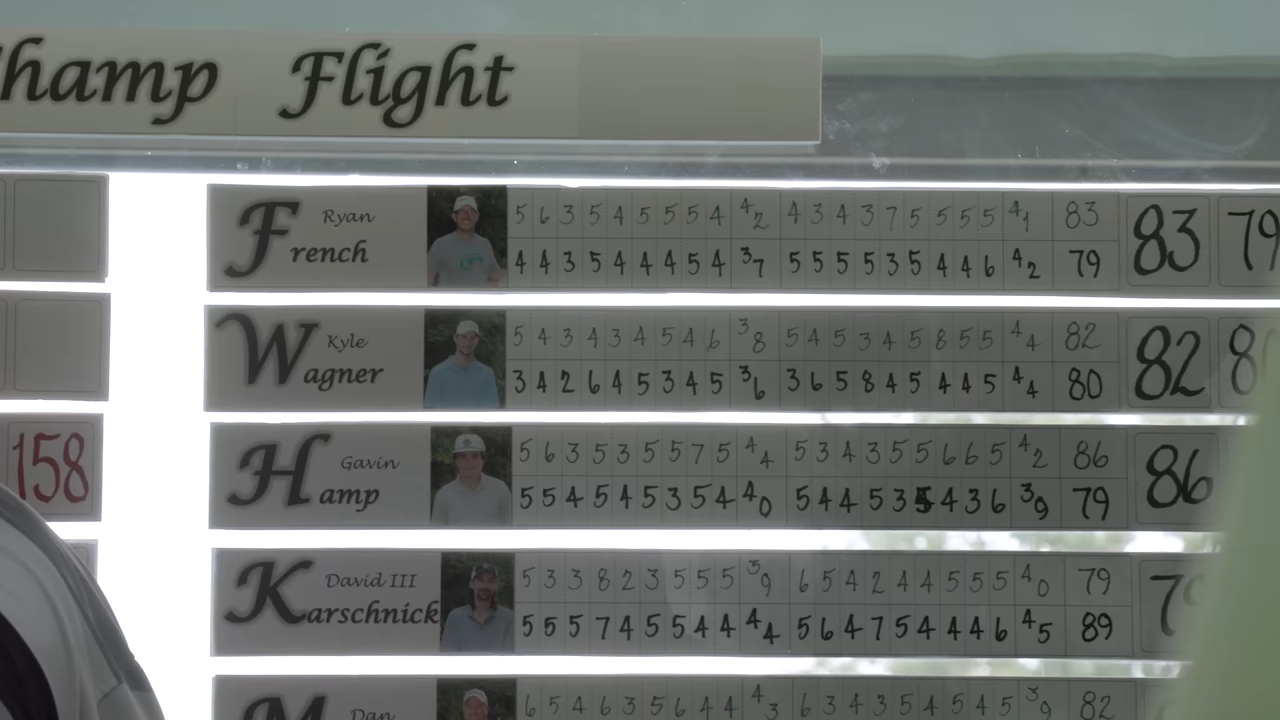 hamp Flight
Ryan French 5 6 3 5 4 5 5 5 4 42 4 3 4 3 7 5 5 5 5 41 83 83 79
4 4 3 5 4 4 4 5 4 37 5 5 5 5 3 5 4 4 6 42 79
Kyle Wagner 5 4 3 4 3 4 5 4 6 38 5 4 5 3 4 5 8 5 5 44 82 82
3 4 2 6 4 5 3 4 5 36 3 6 5 8 4 5 4 4 5 44 80
158
Gavin Hamp 5 6 3 5 3 5 5 7 5 44 5 3 4 3 5 5 6 6 5 42 86 86
5 5 4 5 4 5 3 5 4 40 5 4 4 5 3 5 4 3 6 39 79
David III Karschnick 5 3 3 8 2 3 5 5 5 39 6 5 4 2 4 4 5 5 5 40 79
5 5 5 7 4 5 5 4 4 44 5 6 4 7 5 4 4 4 6 45 89
Dan 6 5 4 6 3 5 6 4 4 43 6 3 4 3 5 4 5 4 5 39 82